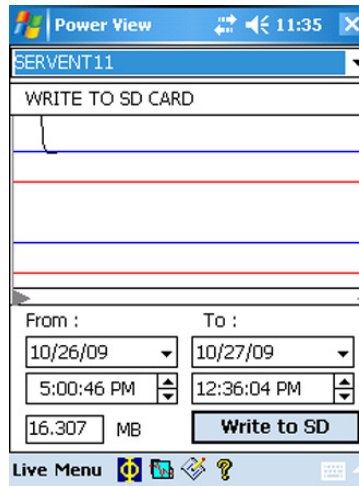 Power View 11:35
SERVENT11
WRITE TO SD CARD
From : To :
10/26/09 10/27/09
5:00:46 PM 12:36:04 PM
16.307 MB Write to SD
Live Menu